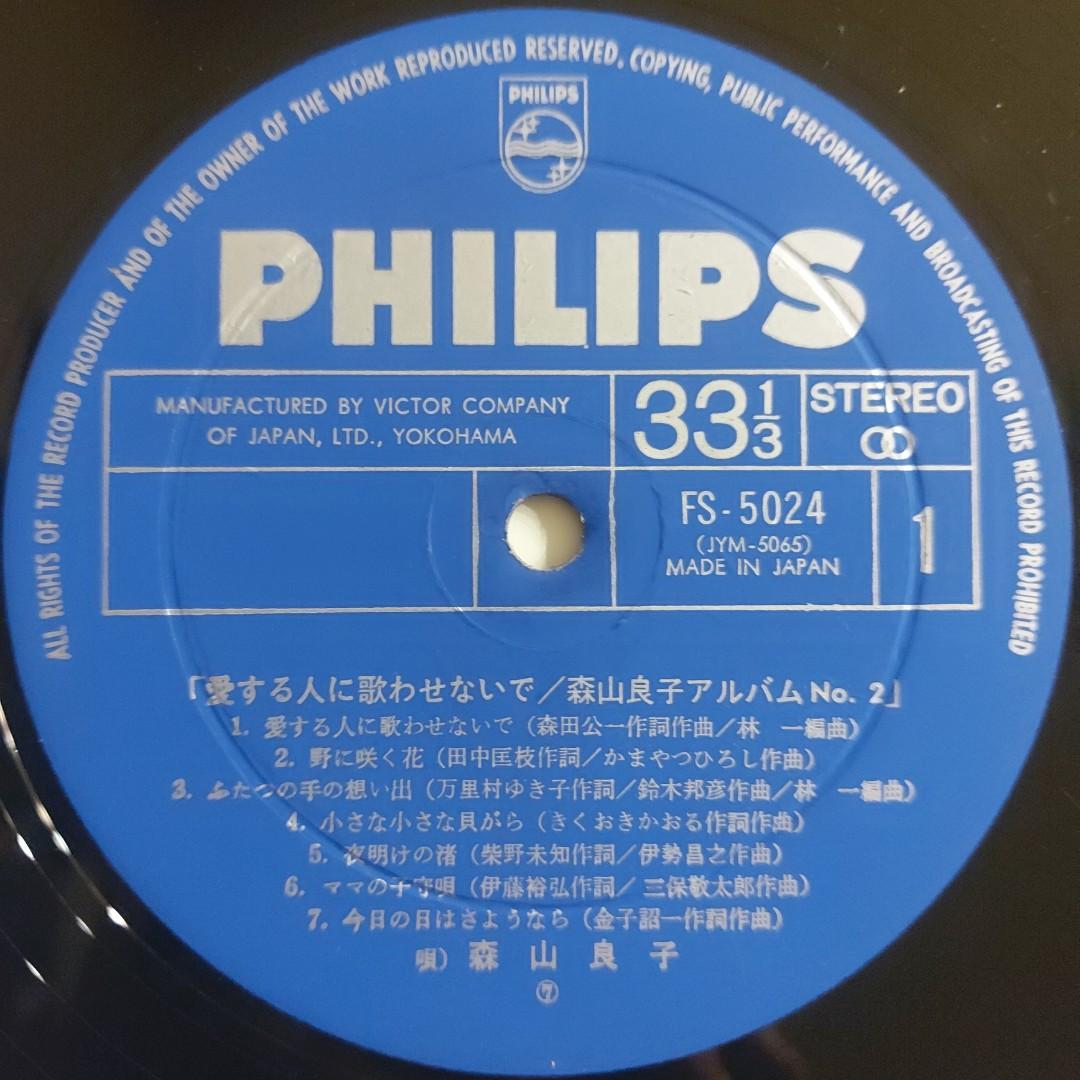 ALL RIGHTS OF THE RECORD PRODUCER AND OF THE OWNER OF THE WORK REPRODUCED RESERVED. COPYING, PUBLIC PERFORMANCE AND BROADCASTING OF THIS RECORD PROHIBITED
PHILIPS
PHILIPS
MANUFACTURED BY VICTOR COMPANY
OF JAPAN, LTD., YOKOHAMA
33 1/3
STEREO
FS-5024
(JYM-5065)
MADE IN JAPAN
1
「愛する人に歌わせないで/森山良子アルバムNo. 2」
1. 愛する人に歌わせないで(森田公一作詞作曲/林 一編曲)
2. 野に咲く花(田中匡枝作詞/かまやつひろし作曲)
3. ふたつの手の想い出(万里村ゆき子作詞/鈴木邦彦作曲/林 一編曲)
4. 小さな小さな貝がら(きくおきかおる作詞作曲)
5. 夜明けの渚(柴野未知作詞/伊勢昌之作曲)
6. ママの子守唄(伊藤裕弘作詞/三保敬太郎作曲)
7. 今日の日はさようなら(金子詔一作詞作曲)
唄)森山良子
⑦